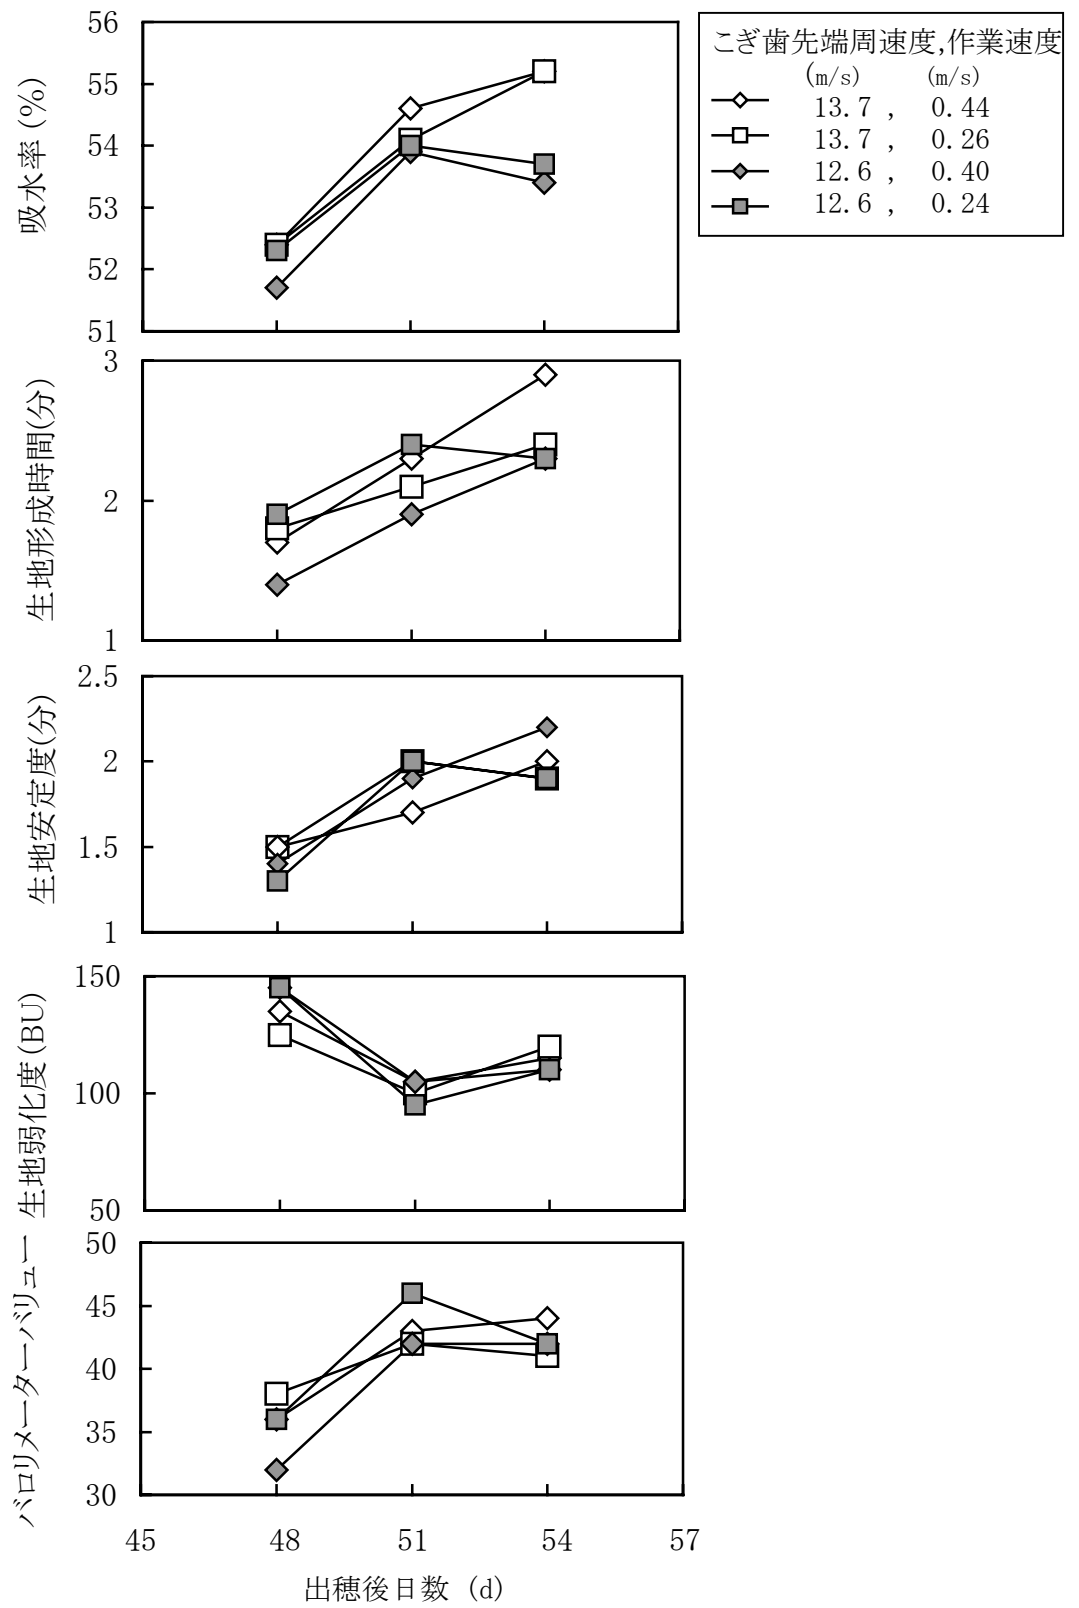 こぎ歯先端周速度,作業速度
(m/s) (m/s)
13.7 , 0.44
13.7 , 0.26
12.6 , 0.40
12.6 , 0.24
吸水率(%)
56
55
54
53
52
51
生地形成時間(分)
3
2
1
生地安定度(分)
2.5
2
1.5
1
生地弱化度(BU)
150
100
50
バロリメーターバリュー
50
45
40
35
30
45 48 51 54 57
出穂後日数 (d)